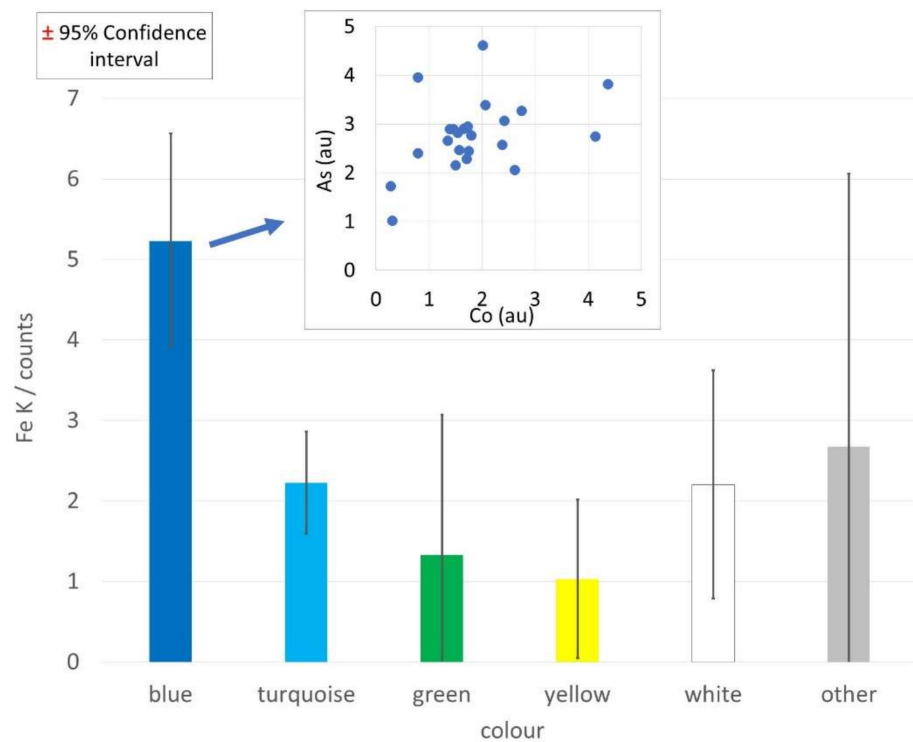 ± 95% Confidence
interval
Fe K / counts
7
6
5
4
3
2
1
0
As (au)
5
4
3
2
1
0
0 1 2 3 4 5
Co (au)
blue turquoise green yellow white other
colour